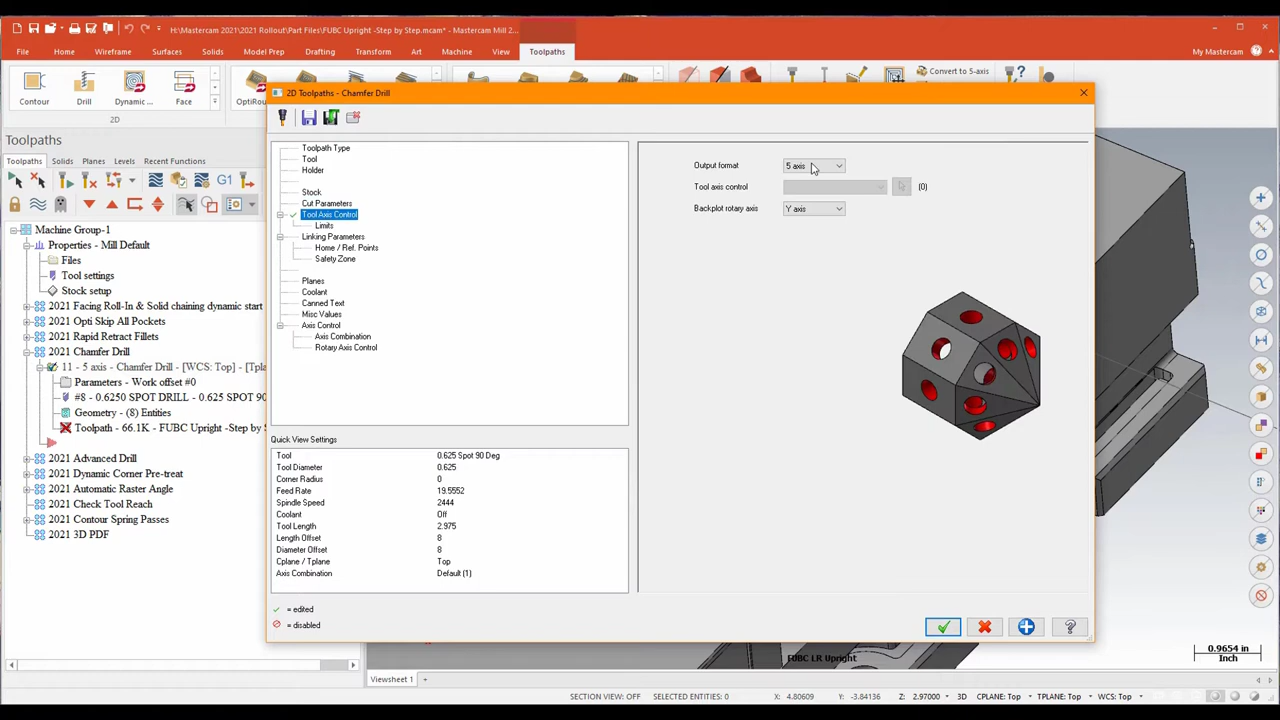 H:\Mastercam 2021\2021 Rollout\Part Files\FUBC Upright -Step by Step.mcam* - Mastercam Mill 2...
File Home Wireframe Surfaces Solids Model Prep Drafting Transform Art Machine View Toolpaths My Mastercam
Convert to 5-axis
Contour Drill Dynamic ... Face OptiRo
2D
2D Toolpaths - Chamfer Drill
Toolpaths
Toolpaths Solids Planes Levels Recent Functions
G1
Machine Group-1
Properties - Mill Default
Files
Tool settings
Stock setup
2021 Facing Roll-In & Solid chaining dynamic start
2021 Opti Skip All Pockets
2021 Rapid Retract Fillets
2021 Chamfer Drill
11 - 5 axis - Chamfer Drill - [WCS: Top] - [Tpla
Parameters - Work offset #0
#8 - 0.6250 SPOT DRILL - 0.625 SPO
Geometry - (8) Entities
Toolpath - 66.1K - FUBC Upright -Step by S
2021 Advanced Drill
2021 Dynamic Corner Pre-treat
2021 Automatic Raster Angle
2021 Check Tool Reach
2021 Contour Spring Passes
2021 3D PDF
Toolpath Type
Tool
Holder
Stock
Cut Parameters
Tool Axis Control
Limits
Linking Parameters
Home / Ref. Points
Safety Zone
Planes
Coolant
Canned Text
Misc Values
Axis Control
Axis Combination
Rotary Axis Control
Quick View Settings
Tool 0.625 Spot 90 Deg
Tool Diameter 0.625
Corner Radius 0
Feed Rate 19.5552
Spindle Speed 2444
Coolant Off
Tool Length 2.975
Length Offset 8
Diameter Offset 8
Cplane / Tplane Top
Axis Combination Default (1)
= edited
= disabled
Output format 5 axis
Tool axis control (0)
Backplot rotary axis Y axis
FUBC LR Upright
0.9654 in
Inch
Viewsheet 1 +
SECTION VIEW: OFF SELECTED ENTITIES: 0 X: 4.80609 Y: -3.84136 Z: 2.97000 3D CPLANE: Top TPLANE: Top WCS: Top